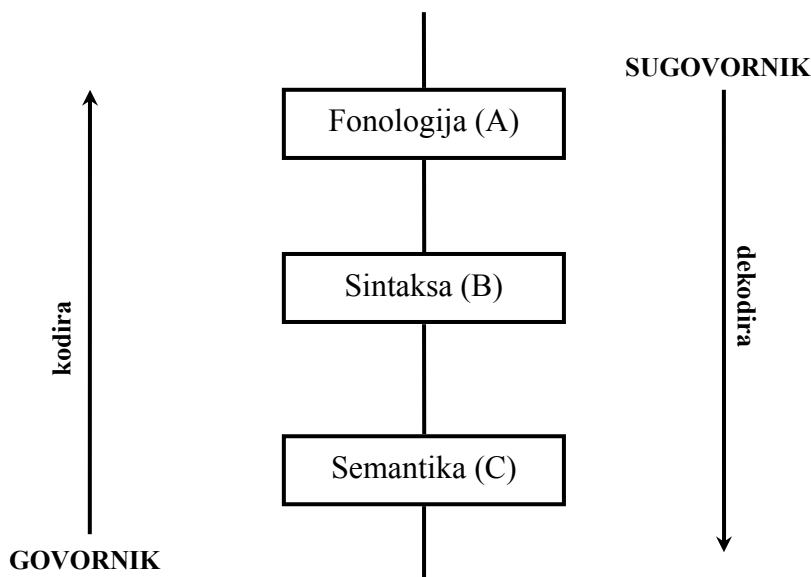 SUGOVORNIK
Fonologija (A)
kodira
Sintaksa (B)
dekodira
Semantika (C)
GOVORNIK